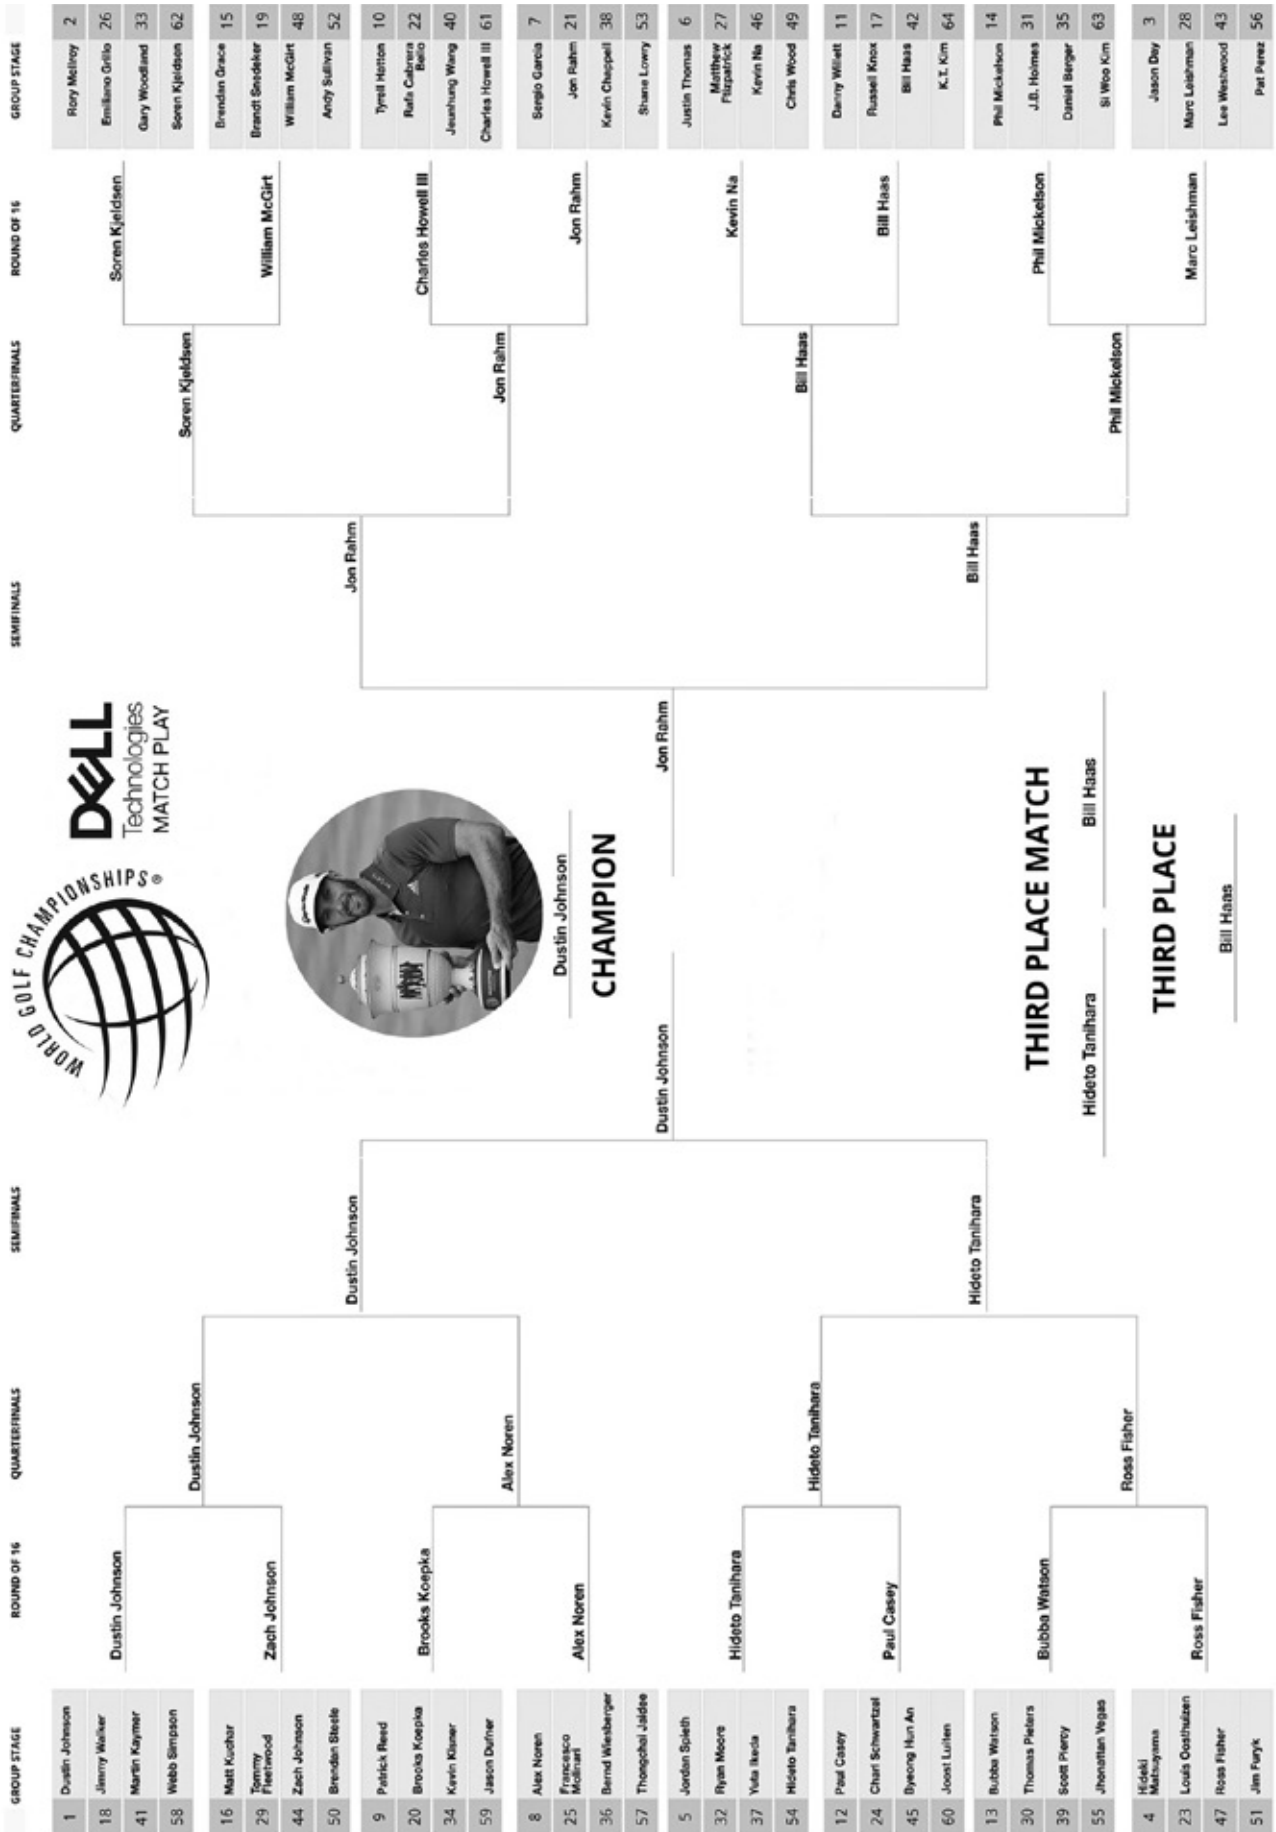 GROUP STAGE
ROUND OF 16
QUARTERFINALS
SEMIFINALS
SEMIFINALS
QUARTERFINALS
ROUND OF 16
GROUP STAGE
1 Dustin Johnson
18 Jimmy Walker
41 Martin Kaymer
58 Webb Simpson
16 Matt Kuchar
29 Tommy
Fleetwood
44 Zach Johnson
50 Brendan Steele
9 Patrick Reed
20 Brooks Koepka
34 Kevin Kisner
59 Jason Dufner
8 Alex Noren
25 Francesco
Molinari
36 Bernd Wiesberger
57 Thongchai Jaidee
5 Jordan Spieth
32 Ryan Moore
37 Yuta Ikeda
54 Hideto Tanihara
12 Paul Casey
24 Charl Schwartzel
45 Byeong Hun An
60 Joost Luiten
13 Bubba Watson
30 Thomas Pieters
39 Scott Piercy
55 Jhonattan Vegas
4 Hideki
Matsuyama
23 Louis Oosthuizen
47 Ross Fisher
51 Jim Furyk
Dustin Johnson
Zach Johnson
Brooks Koepka
Alex Noren
Hideto Tanihara
Paul Casey
Bubba Watson
Ross Fisher
Dustin Johnson
Alex Noren
Hideto Tanihara
Ross Fisher
Dustin Johnson
Hideto Tanihara
Dustin Johnson
WORLD GOLF CHAMPIONSHIPS®
DELL
Technologies
MATCH PLAY
Dustin Johnson
CHAMPION
Jon Rahm
THIRD PLACE MATCH
Hideto Tanihara
Bill Haas
THIRD PLACE
Bill Haas
Jon Rahm
Bill Haas
Soren Kjeldsen
Jon Rahm
Bill Haas
Phil Mickelson
Soren Kjeldsen
William McGirt
Charles Howell III
Jon Rahm
Kevin Na
Bill Haas
Phil Mickelson
Marc Leishman
Rory McIlroy 2
Emiliano Grillo 26
Gary Woodland 33
Soren Kjeldsen 62
Brendan Grace 15
Brandt Snedeker 19
William McGirt 48
Andy Sullivan 52
Tyrell Hatton 10
Rafa Cabrera
Bello 22
Jeunghung Wang 40
Charles Howell III 61
Sergio Garcia 7
Jon Rahm 21
Kevin Chappell 38
Shane Lowry 53
Justin Thomas 6
Matthew
Fitzpatrick 27
Kevin Na 46
Chris Wood 49
Danny Willett 11
Russell Knox 17
Bill Haas 42
K.T. Kim 64
Phil Mickelson 14
J.B. Holmes 31
Daniel Berger 35
Si Woo Kim 63
Jason Day 3
Marc Leishman 28
Lee Westwood 43
Pat Perez 56